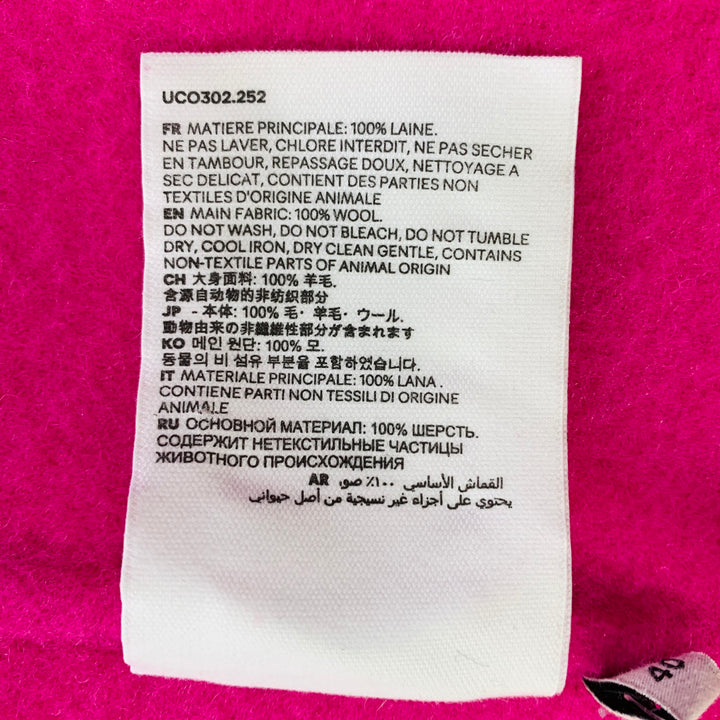 UCO302.252
FR MATIERE PRINCIPALE: 100% LAINE.
NE PAS LAVER, CHLORE INTERDIT, NE PAS SECHER
EN TAMBOUR, REPASSAGE DOUX, NETTOYAGE A
SEC DELICAT, CONTIENT DES PARTIES NON
TEXTILES D'ORIGINE ANIMALE
EN MAIN FABRIC: 100% WOOL.
DO NOT WASH, DO NOT BLEACH, DO NOT TUMBLE
DRY, COOL IRON, DRY CLEAN GENTLE, CONTAINS
NON-TEXTILE PARTS OF ANIMAL ORIGIN
CH 大身面料: 100% 羊毛.
含源自动物的非纺织部分
JP - 本体: 100% 毛・羊毛・ウール.
動物由来の非繊維性部分が含まれます
KO 메인 원단: 100% 모.
동물의 비 섬유 부분을 포함하였습니다.
IT MATERIALE PRINCIPALE: 100% LANA .
CONTIENE PARTI NON TESSILI DI ORIGINE
ANIMALE
RU ОСНОВНОЙ МАТЕРИАЛ: 100% ШЕРСТЬ.
СОДЕРЖИТ НЕТЕКСТИЛЬНЫЕ ЧАСТИЦЫ
ЖИВОТНОГО ПРОИСХОЖДЕНИЯ
القماش الأساسي ١٠٠٪ صو. AR
يحتوي على أجزاء غير نسيجية من أصل حيواني
40